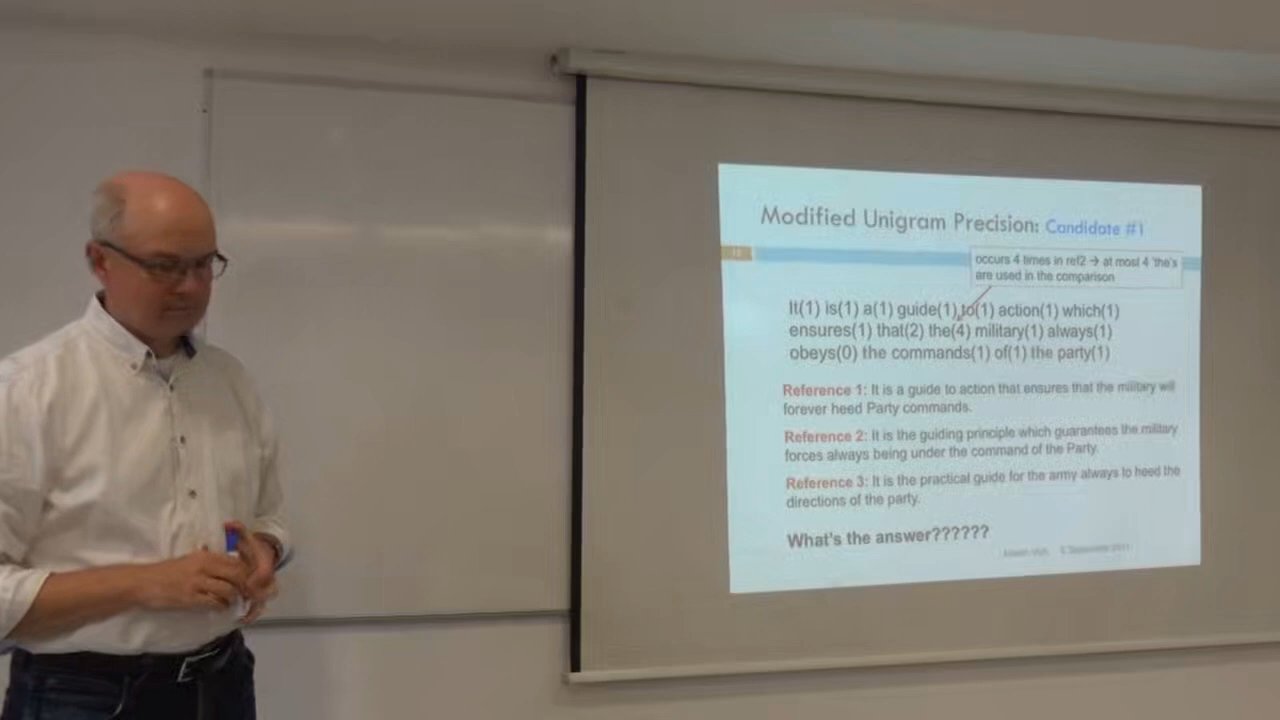 Modified Unigram Precision: Candidate #1
occurs 4 times in ref2 → at most 4 'the's
are used in the comparison
It(1) is(1) a(1) guide(1) to(1) action(1) which(1)
ensures(1) that(2) the(4) military(1) always(1)
obeys(0) the commands(1) of(1) the party(1)
Reference 1: It is a guide to action that ensures that the military will
forever heed Party commands.
Reference 2: It is the guiding principle which guarantees the military
forces always being under the command of the Party.
Reference 3: It is the practical guide for the army always to heed the
directions of the party.
What's the answer??????